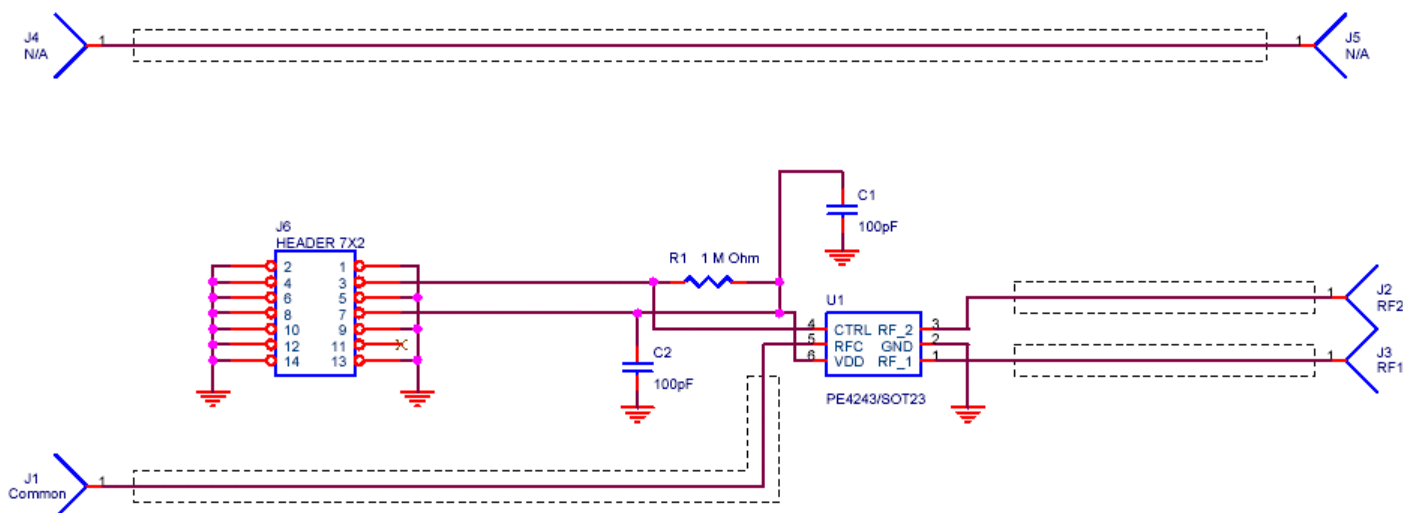 J4
N/A
1
1
J5
N/A
C1
100pF
J6
HEADER 7X2
R1 1 M Ohm
2 1
4 3
6 5
8 7
10 9
12 11
14 13
U1
4 CTRL RF_2 3
5 RFC GND 2
6 VDD RF_1 1
PE4243/SOT23
C2
100pF
1
J2
RF2
1
J3
RF1
J1
Common
1